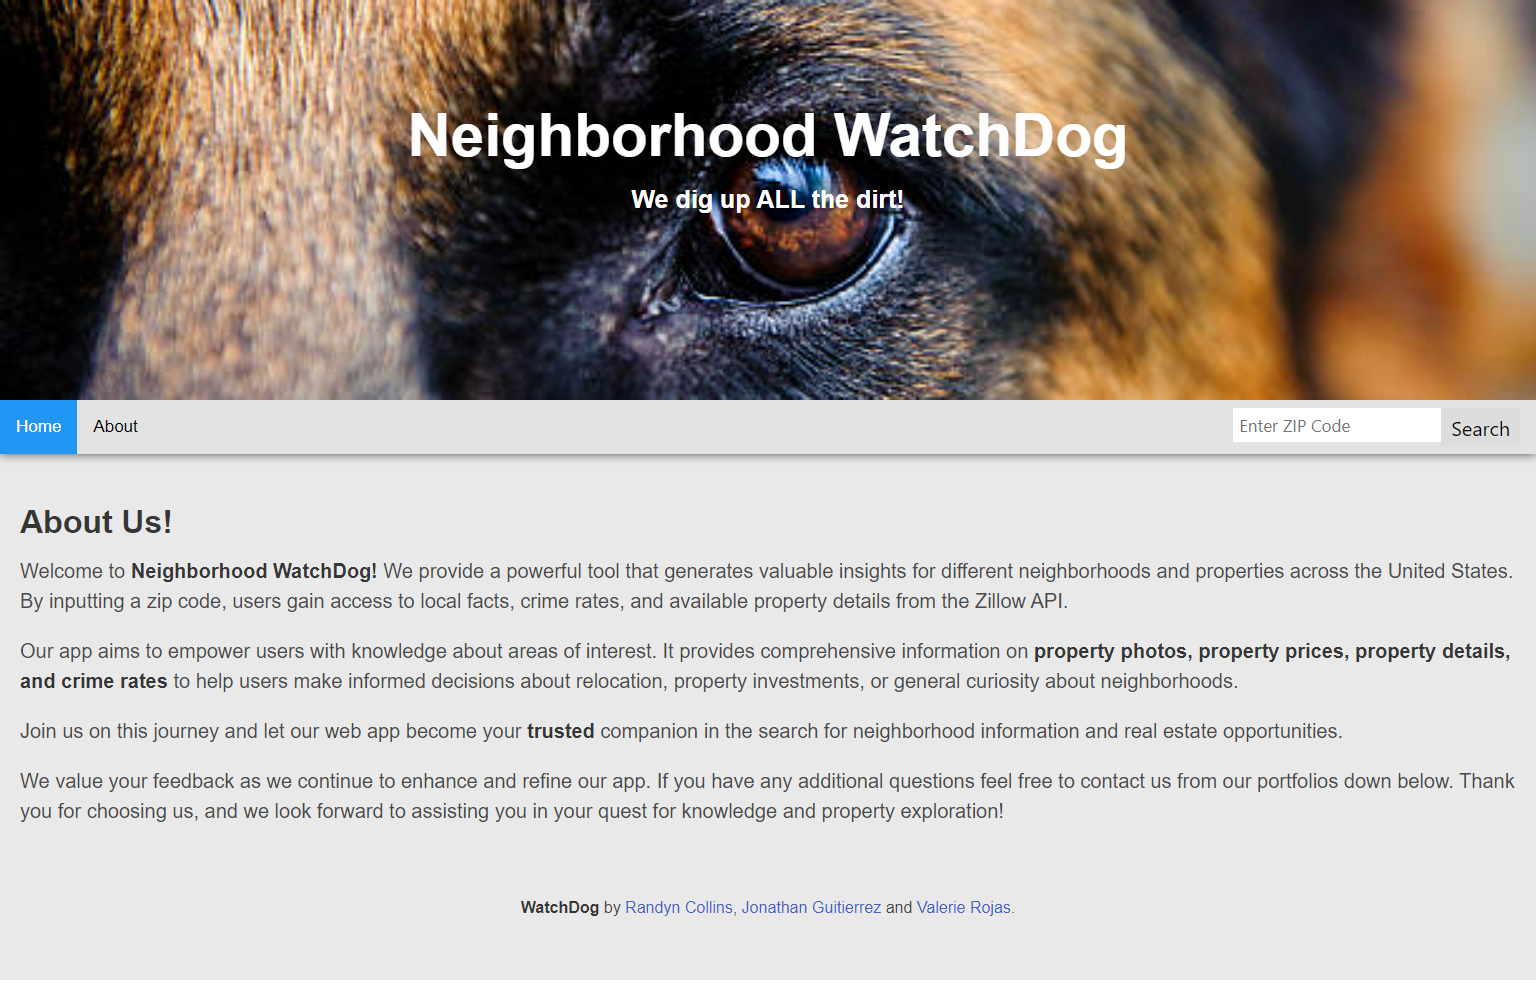 Neighborhood WatchDog
We dig up ALL the dirt!
Home About Enter ZIP Code Search
About Us!
Welcome to Neighborhood WatchDog! We provide a powerful tool that generates valuable insights for different neighborhoods and properties across the United States.
By inputting a zip code, users gain access to local facts, crime rates, and available property details from the Zillow API.
Our app aims to empower users with knowledge about areas of interest. It provides comprehensive information on property photos, property prices, property details,
and crime rates to help users make informed decisions about relocation, property investments, or general curiosity about neighborhoods.
Join us on this journey and let our web app become your trusted companion in the search for neighborhood information and real estate opportunities.
We value your feedback as we continue to enhance and refine our app. If you have any additional questions feel free to contact us from our portfolios down below. Thank
you for choosing us, and we look forward to assisting you in your quest for knowledge and property exploration!
WatchDog by Randyn Collins, Jonathan Guitierrez and Valerie Rojas.